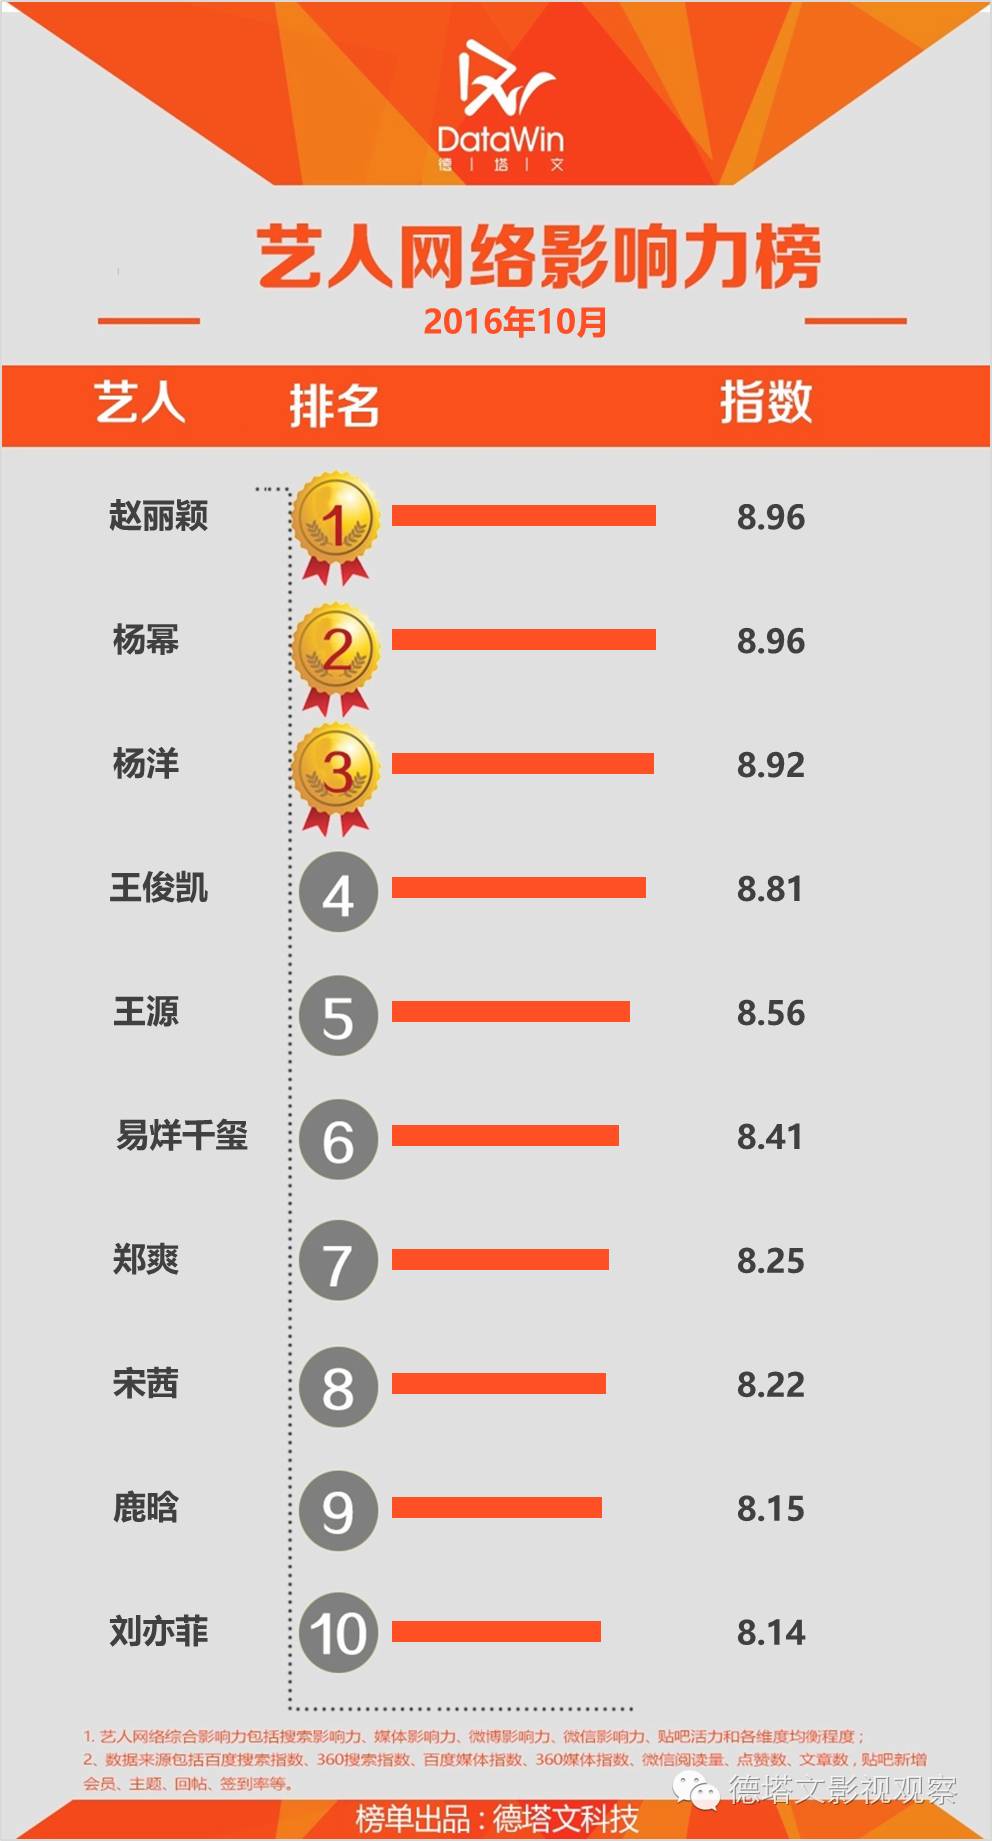 DataWin
德 | 塔 | 文
艺人网络影响力榜
2016年10月
艺人 排名 指数
赵丽颖 1 8.96
杨幂 2 8.96
杨洋 3 8.92
王俊凯 4 8.81
王源 5 8.56
易烊千玺 6 8.41
郑爽 7 8.25
宋茜 8 8.22
鹿晗 9 8.15
刘亦菲 10 8.14
1. 艺人网络综合影响力包括搜索影响力、媒体影响力、微博影响力、微信影响力、贴吧活力和各维度均衡程度；
2、数据来源包括百度搜索指数、360搜索指数、百度媒体指数、360媒体指数、微信阅读量、点赞数、文章数，贴吧新增
会员、主题、回帖、签到率等。
德塔文影视观察
榜单出品：德塔文科技